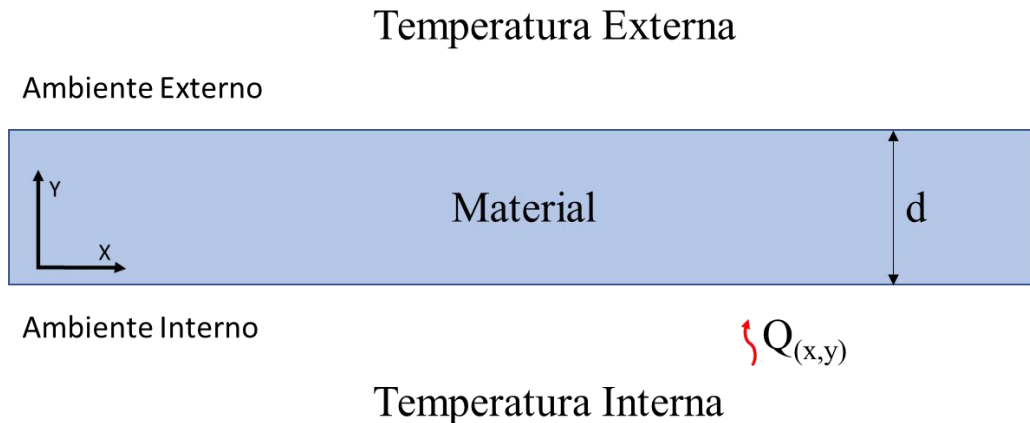 Temperatura Externa
Ambiente Externo
Y
Material
d
X
Ambiente Interno
Q(x,y)
Temperatura Interna